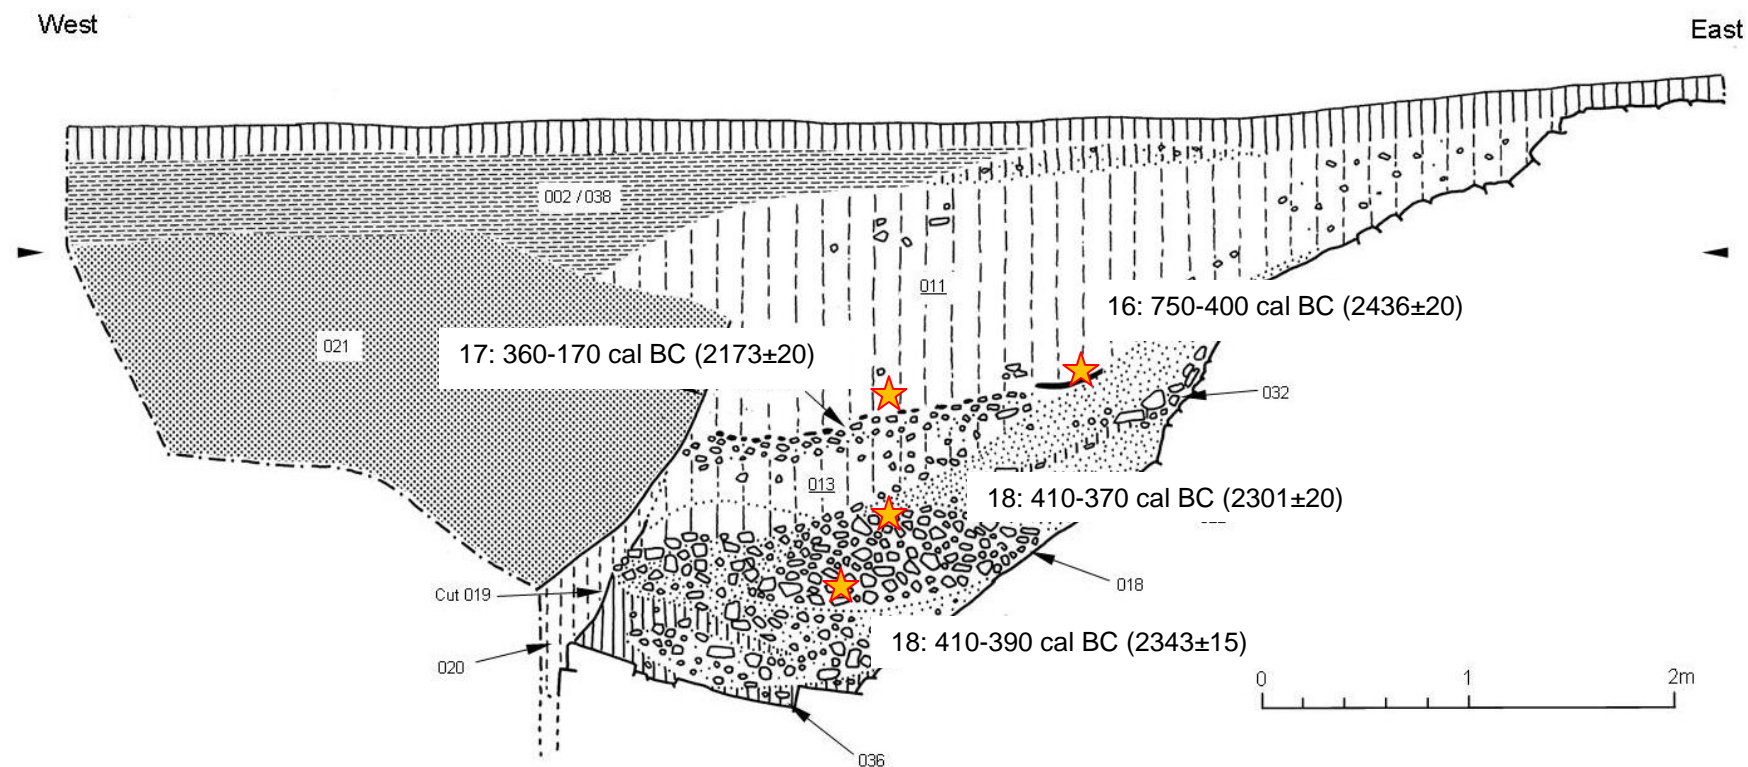 West
East
002 / 038
011
16: 750-400 cal BC (2436±20)
021
17: 360-170 cal BC (2173±20)
032
013
18: 410-370 cal BC (2301±20)
018
Cut 019
18: 410-390 cal BC (2343±15)
020
0 1 2m
036